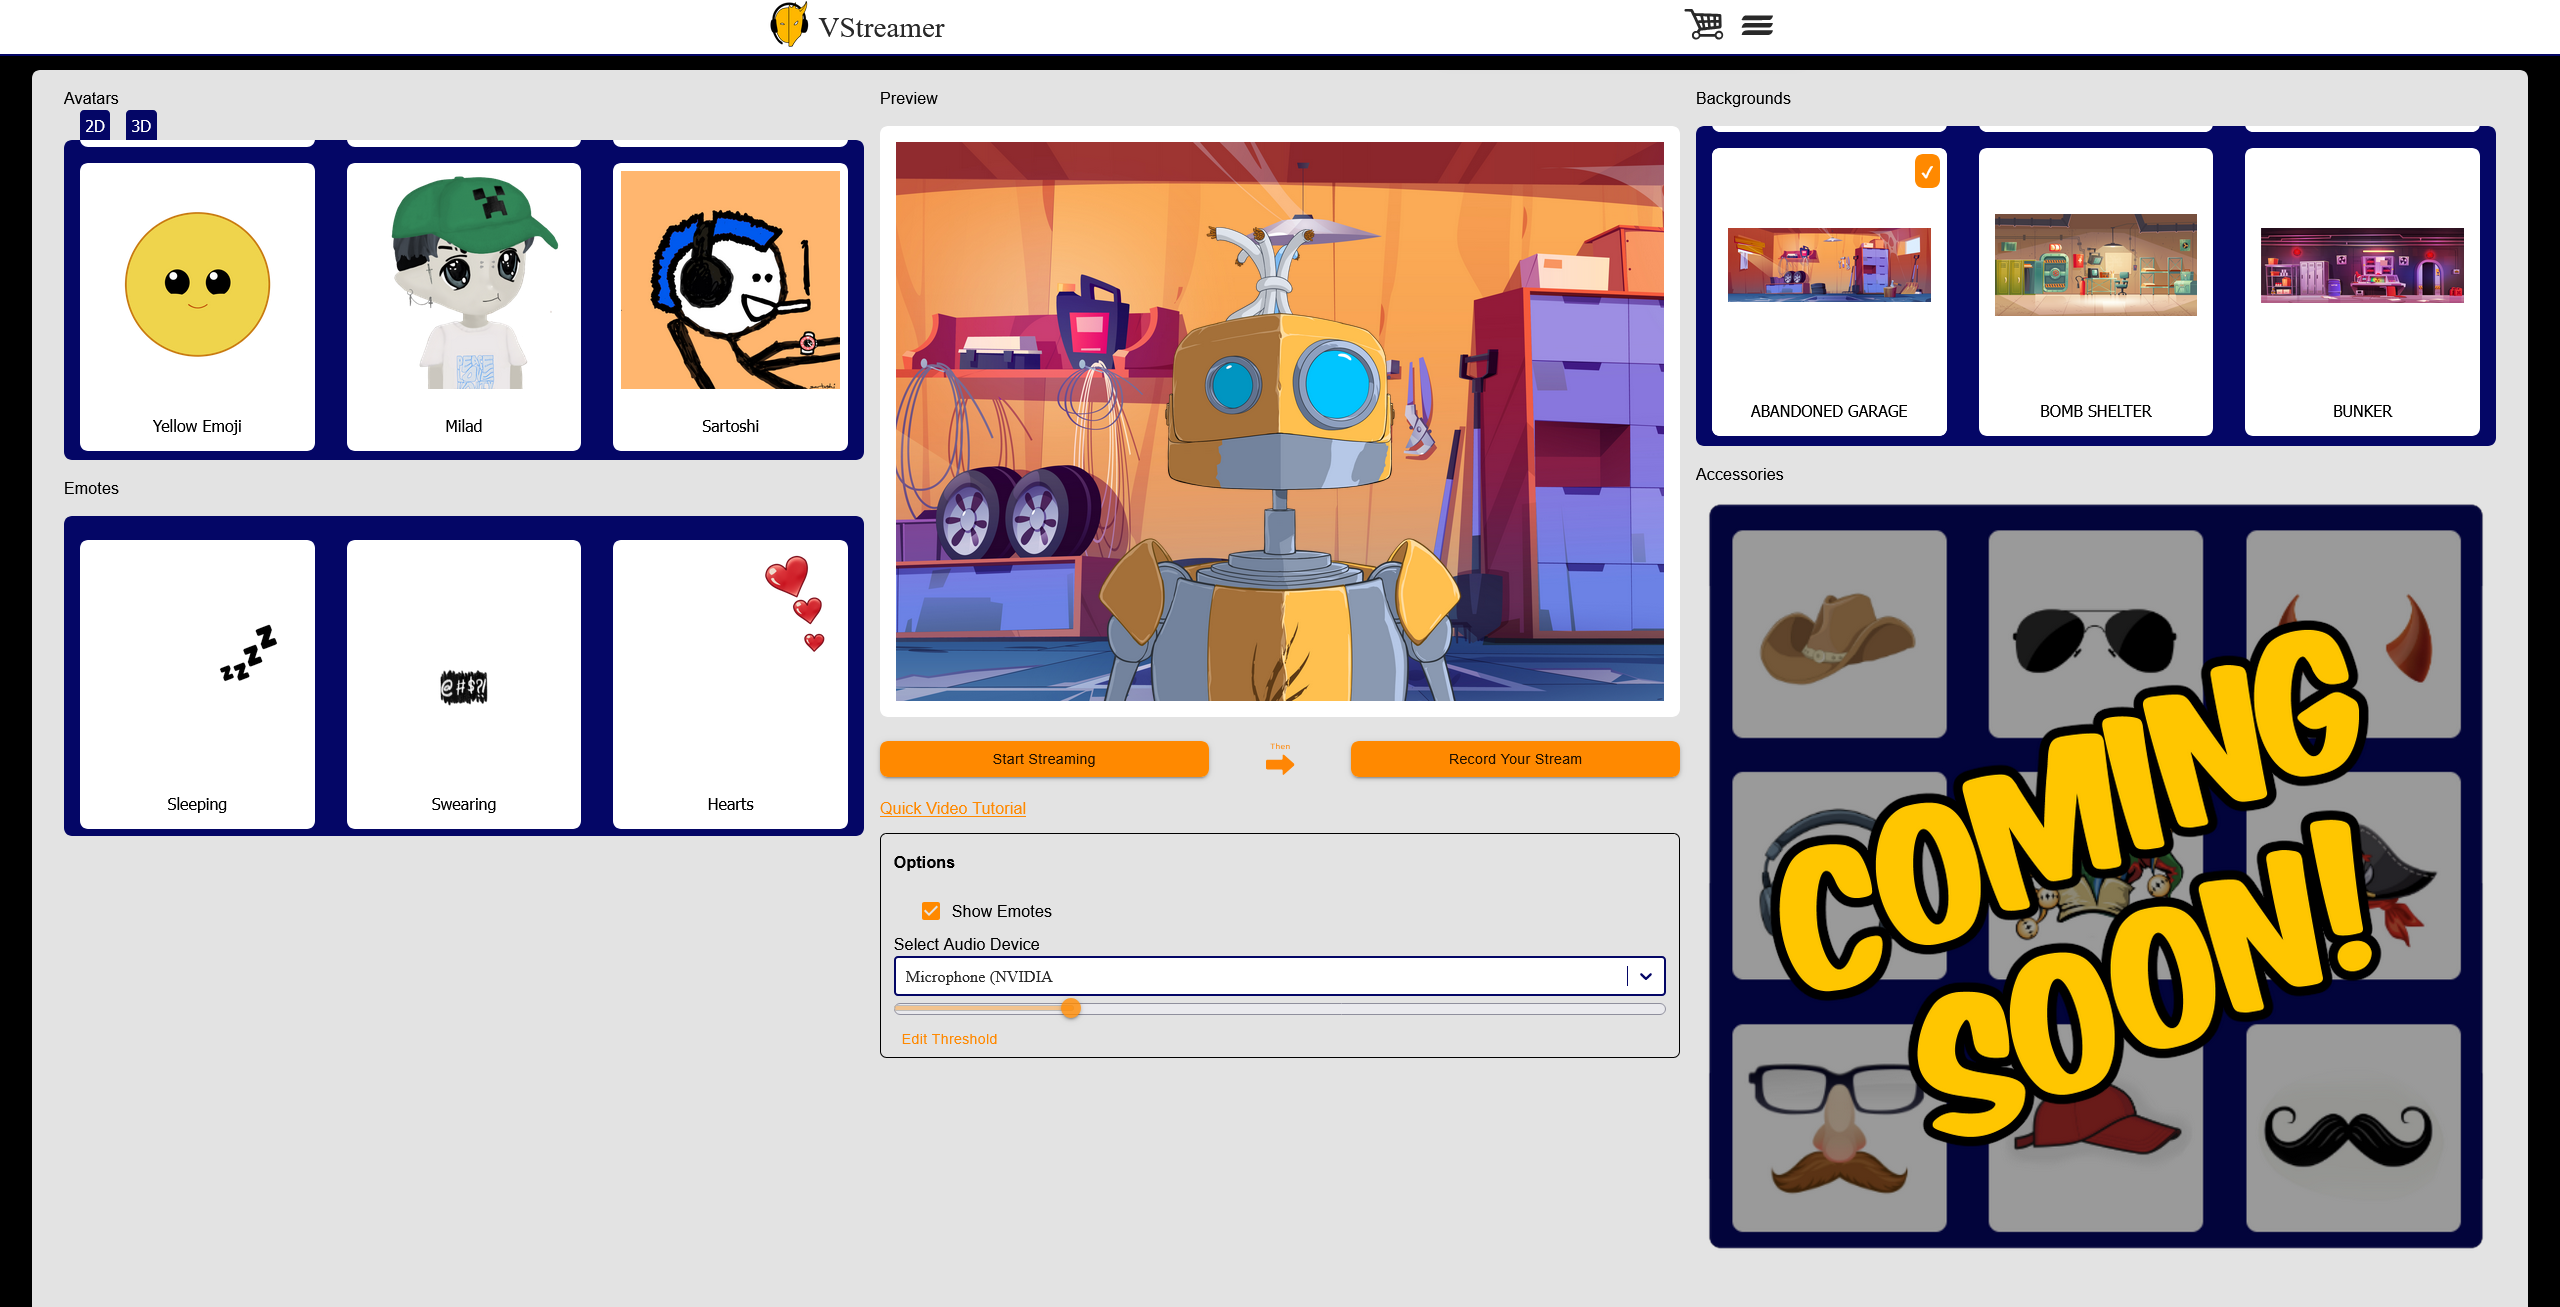 VStreamer
Avatars
2D 3D
Yellow Emoji
Milad
Sartoshi
Emotes
Sleeping
@#$?!
Swearing
Hearts
Preview
Start Streaming
Then
Record Your Stream
Quick Video Tutorial
Options
Show Emotes
Select Audio Device
Microphone (NVIDIA
Edit Threshold
Backgrounds
ABANDONED GARAGE
BOMB SHELTER
BUNKER
Accessories
COMING
SOON!